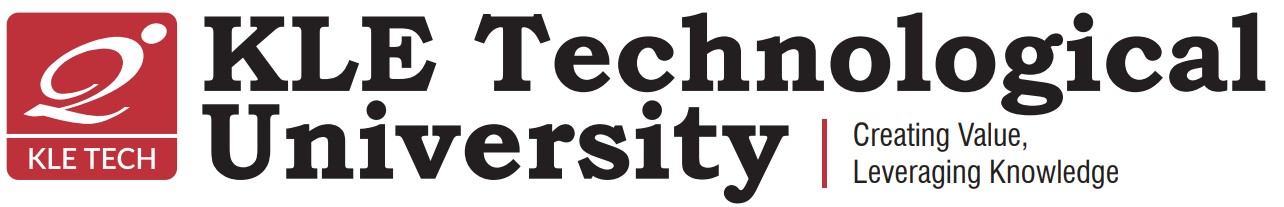 KLE TECH
KLE Technological
University
Creating Value,
Leveraging Knowledge